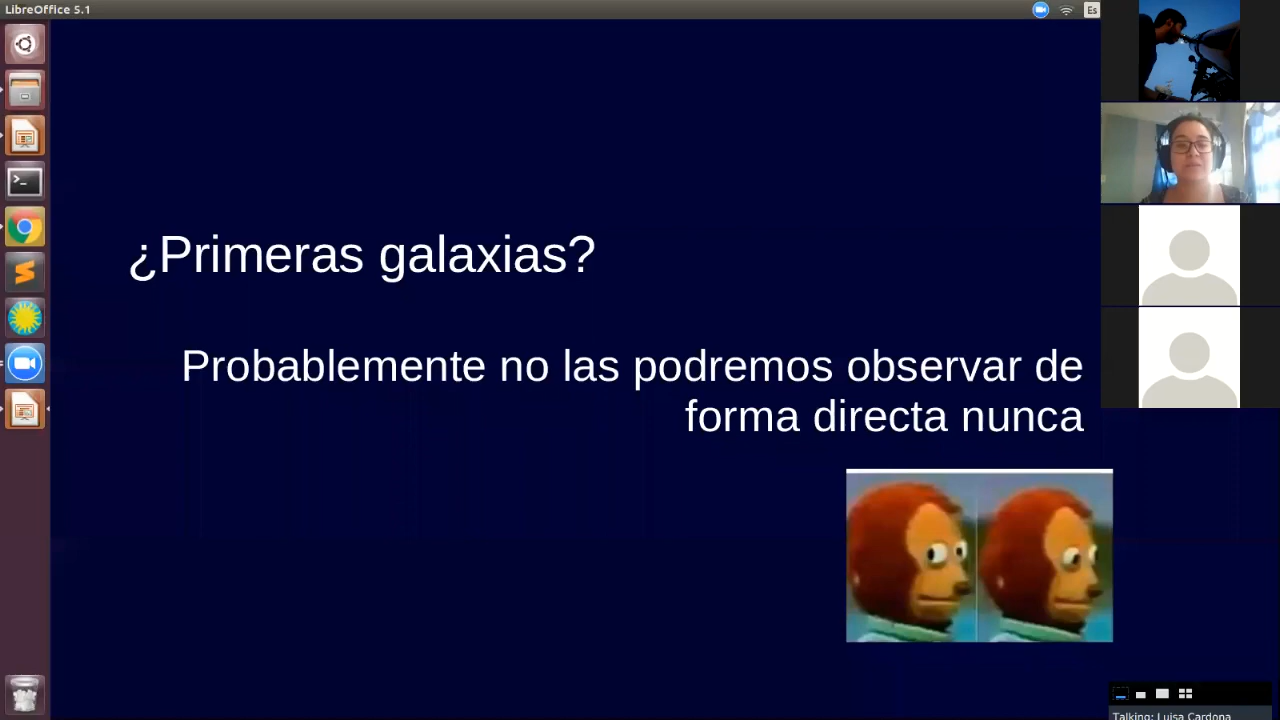 LibreOffice 5.1
Es
¿Primeras galaxias?
Probablemente no las podremos observar de
forma directa nunca
Talking: Luisa Cardona